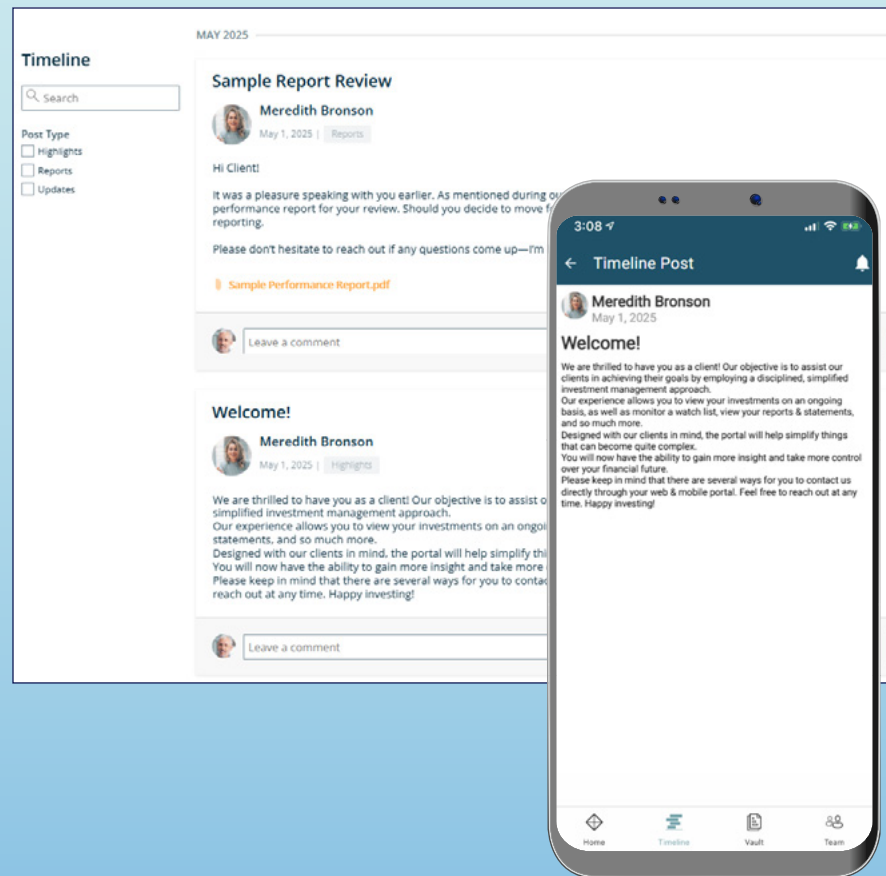 MAY 2025
Timeline
Search
Post Type
Highlights
Reports
Updates
Sample Report Review
Meredith Bronson
May 1, 2025 | Reports
Hi Client!
It was a pleasure speaking with you earlier. As mentioned during
performance report for your review. Should you decide to move
reporting.
Please don't hesitate to reach out if any questions come up—I'm
Sample Performance Report.pdf
Leave a comment
Welcome!
Meredith Bronson
May 1, 2025 | Highlights
We are thrilled to have you as a client! Our objective is to assist
simplified investment management approach.
Our experience allows you to view your investments on an
statements, and so much more.
Designed with our clients in mind, the portal will help simplify
You will now have the ability to gain more insight and take more
Please keep in mind that there are several ways for you to
reach out at any time. Happy investing!
Leave a comment
3:08
Timeline Post
Meredith Bronson
May 1, 2025
Welcome!
We are thrilled to have you as a client! Our objective is to assist our
clients in achieving their goals by employing a disciplined, simplified
investment management approach.
Our experience allows you to view your investments on an ongoing
basis, as well as monitor a watch list, view your reports & statements,
and so much more.
Designed with our clients in mind, the portal will help simplify things
that can become quite complex.
You will now have the ability to gain more insight and take more control
over your financial future.
Please keep in mind that there are several ways for you to contact us
directly through your web & mobile portal. Feel free to reach out at any
time. Happy investing!
Home
Timeline
Vault
Team